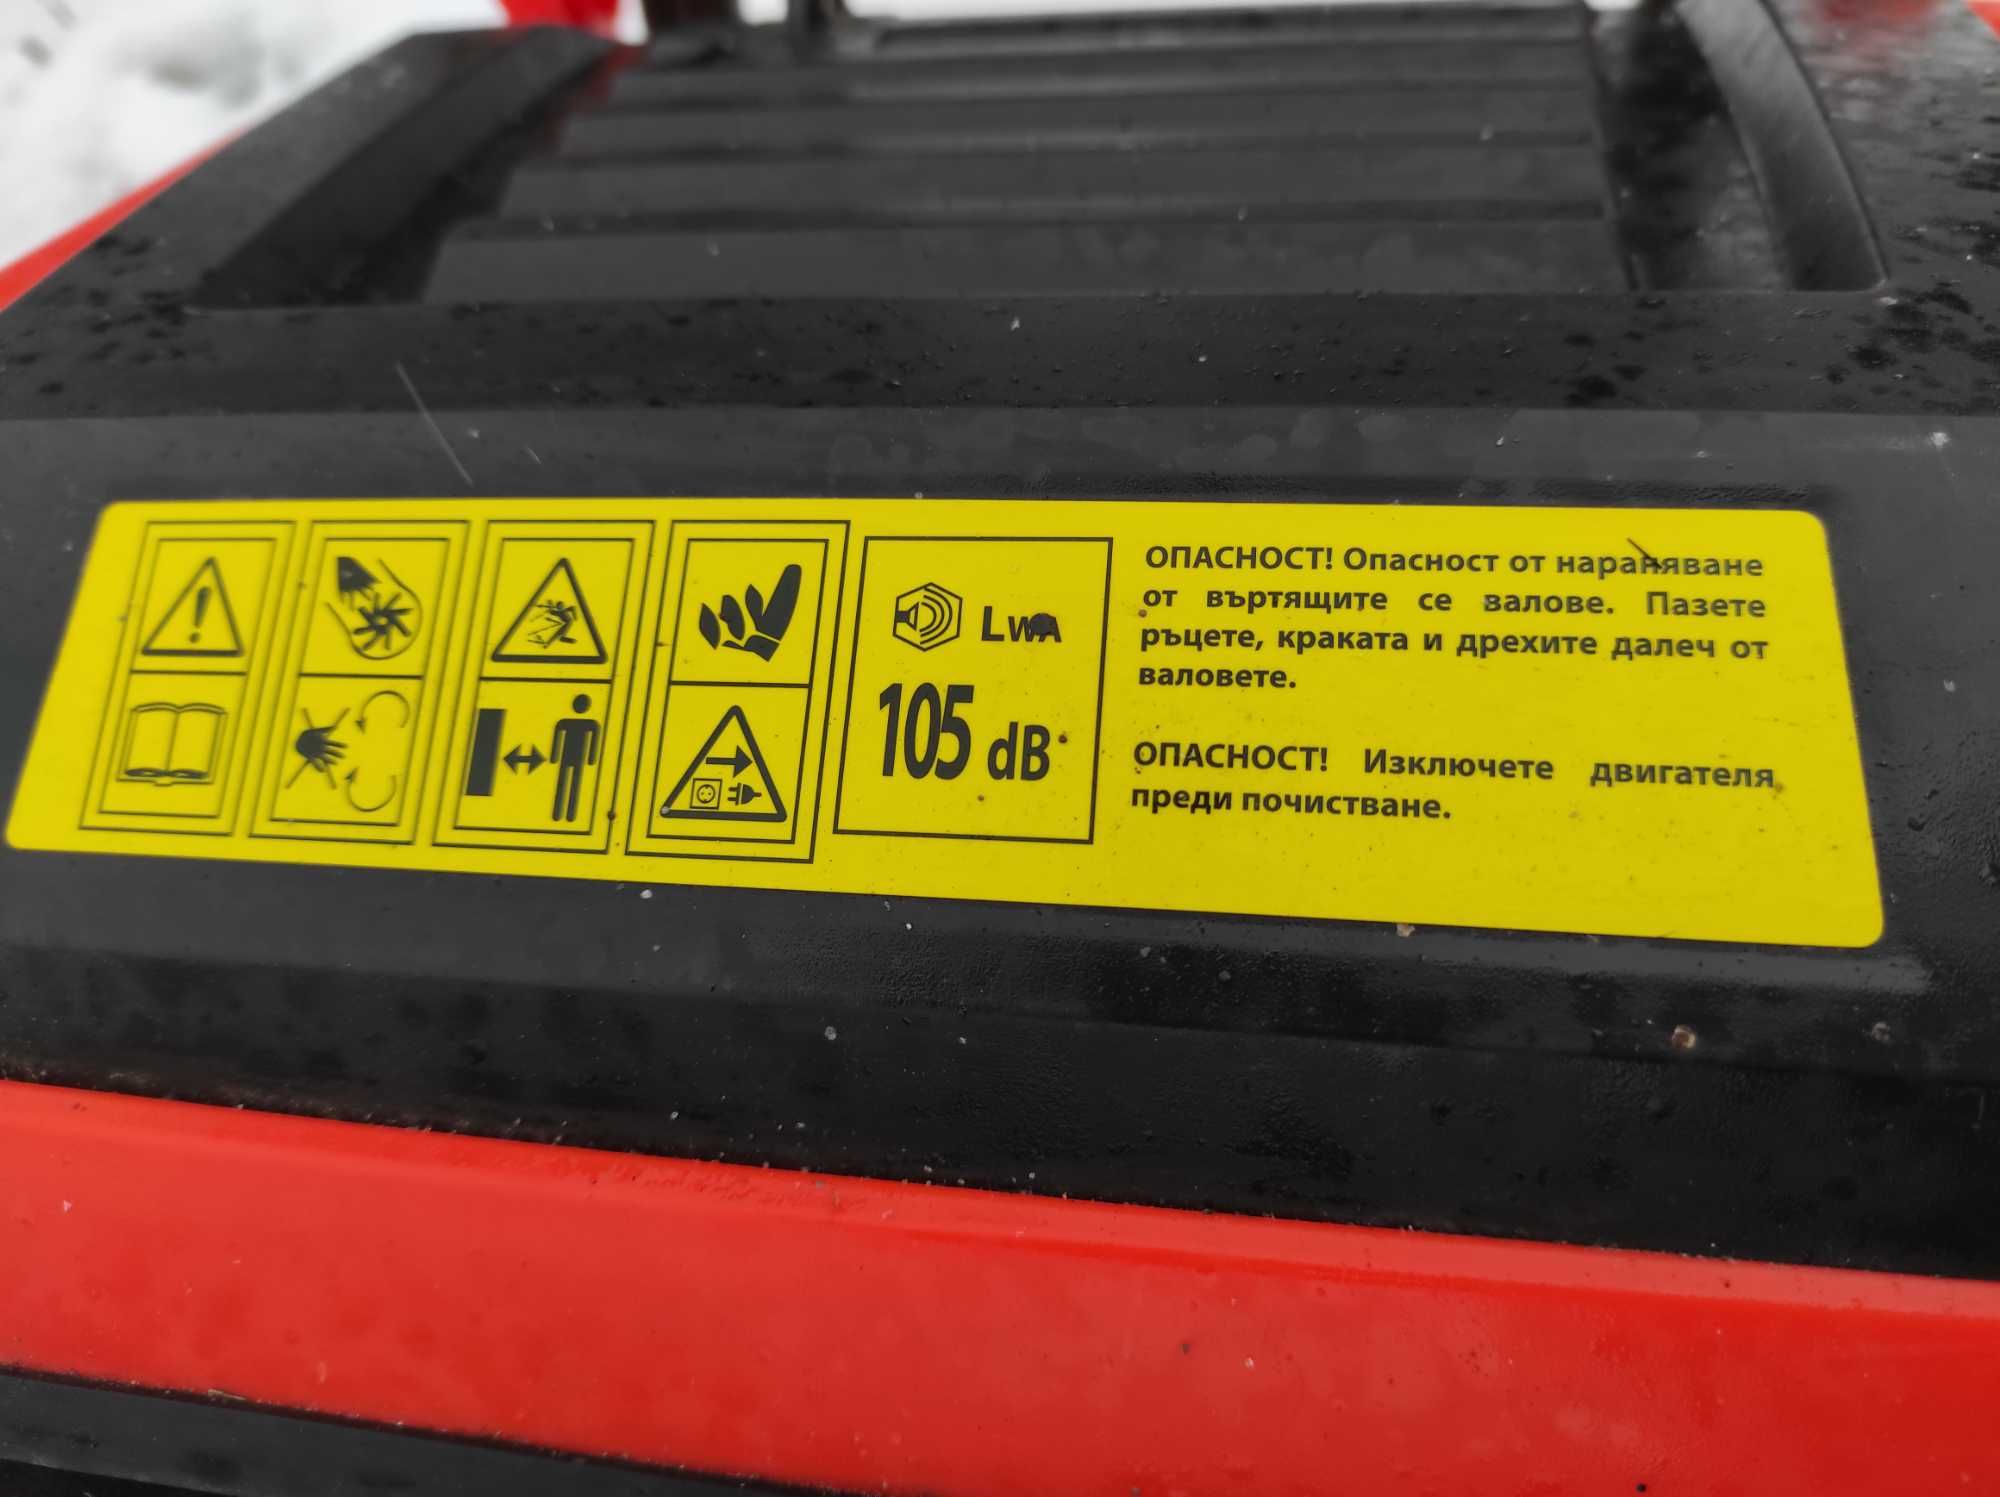 LWA
105 dB
ОПАСНОСТ! Опасност от нараняване
от въртящите се валове. Пазете
ръцете, краката и дрехите далеч от
валовете.
ОПАСНОСТ! Изключете двигателя
преди почистване.